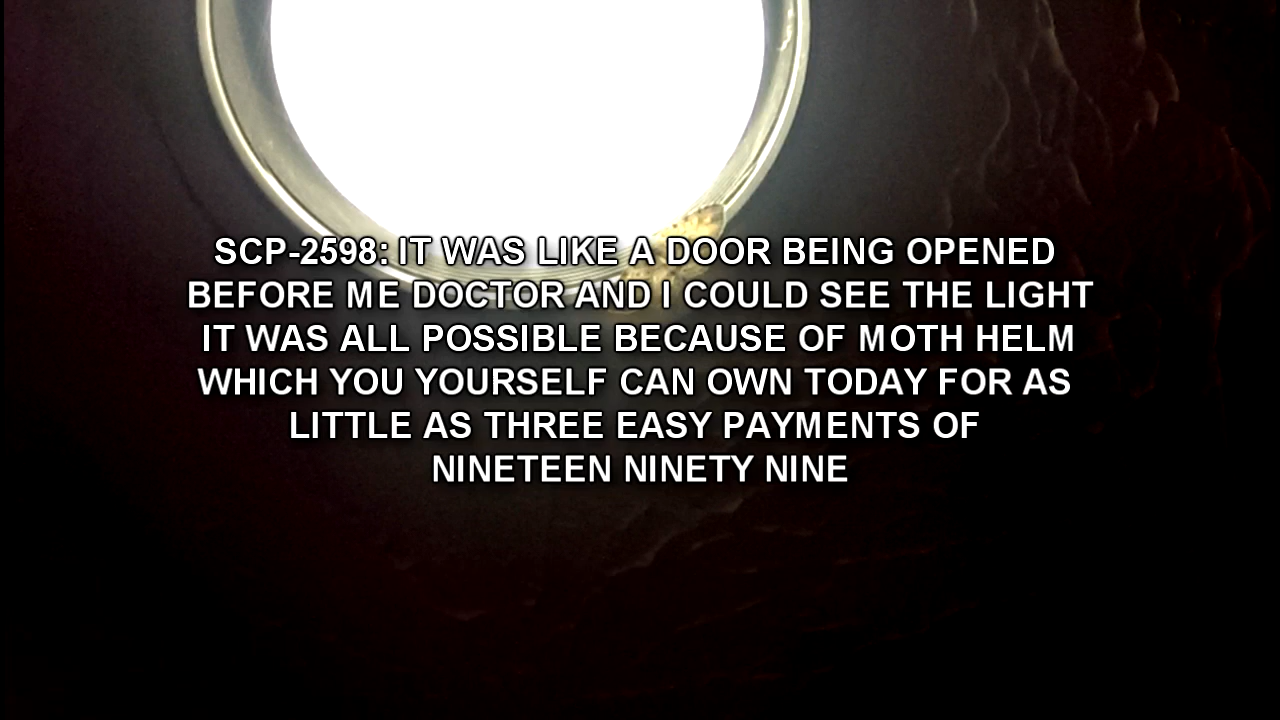 SCP-2598: IT WAS LIKE A DOOR BEING OPENED
BEFORE ME DOCTOR AND I COULD SEE THE LIGHT
IT WAS ALL POSSIBLE BECAUSE OF MOTH HELM
WHICH YOU YOURSELF CAN OWN TODAY FOR AS
LITTLE AS THREE EASY PAYMENTS OF
NINETEEN NINETY NINE